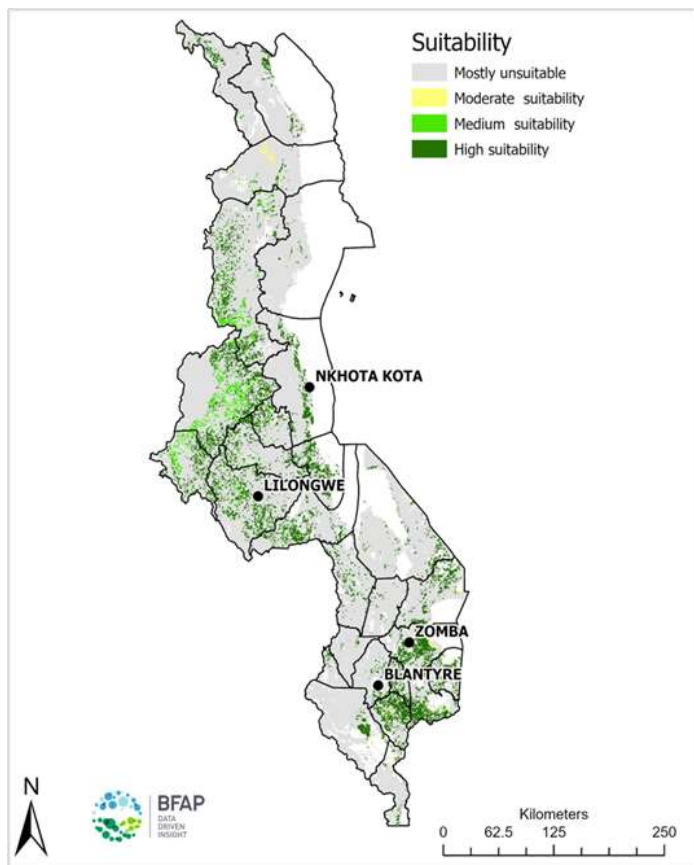 Suitability
Mostly unsuitable
Moderate suitability
Medium suitability
High suitability
NKHOTA KOTA
LILONGWE
ZOMBA
BLANTYRE
N
BFAP
DATA
DRIVEN
INSIGHT
Kilometers
0 62.5 125 250